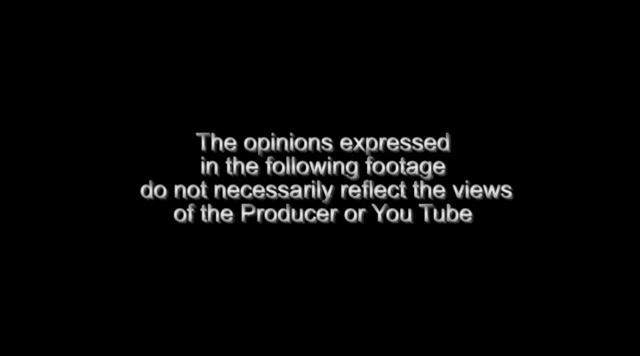 The opinions expressed
in the following footage
do not necessarily reflect the views
of the Producer or You Tube